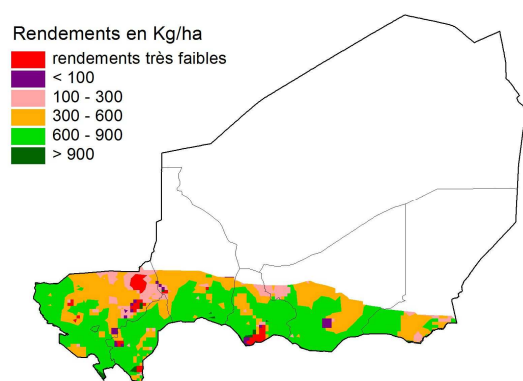 Rendements en Kg/ha
rendements très faibles
< 100
100 - 300
300 - 600
600 - 900
> 900